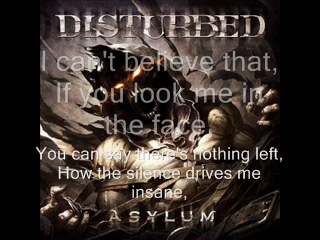 DISTURBED
I can't believe that,
If you look me in
the face,
You can say there's nothing left,
How the silence drives me
insane,
ASYLUM